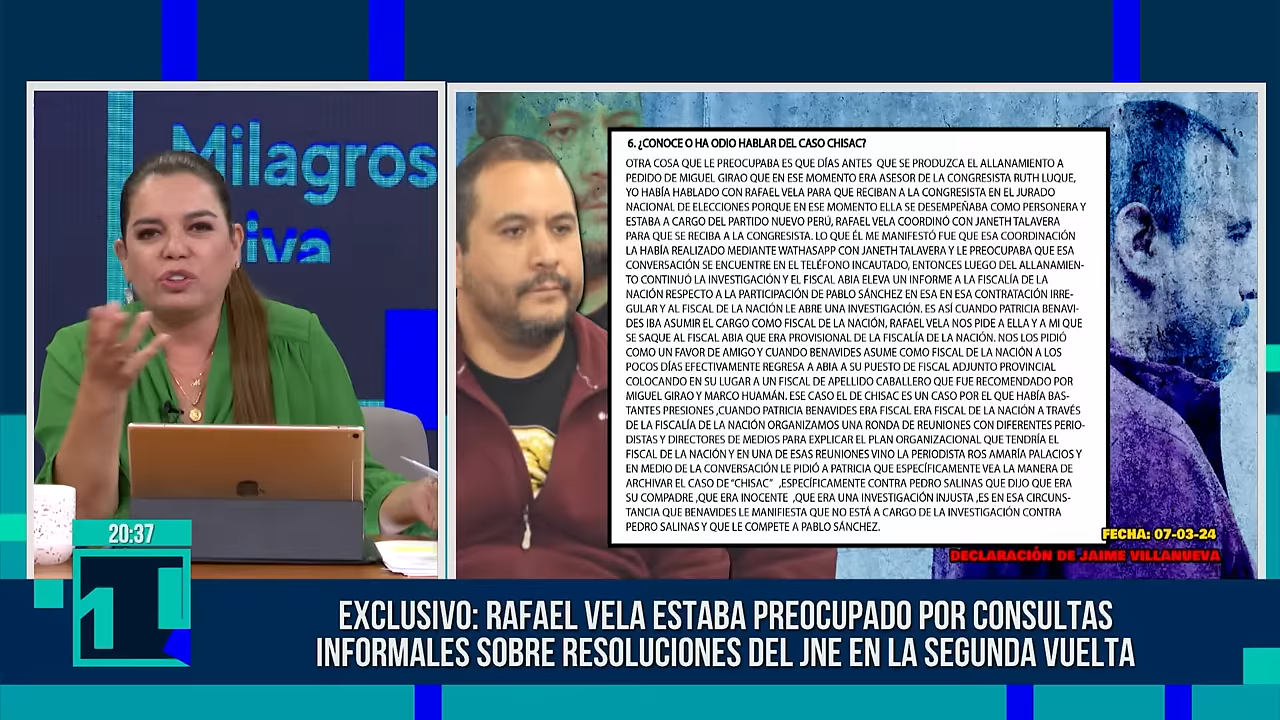 Milagros
Leiva
6. ¿CONOCE O HA ODIO HABLAR DEL CASO CHISAC?
OTRA COSA QUE LE PREOCUPABA ES QUE DÍAS ANTES QUE SE PRODUZCA EL ALLANAMIENTO A
PEDIDO DE MIGUEL GIRAO QUE EN ESE MOMENTO ERA ASESOR DE LA CONGRESISTA RUTH LUQUE,
YO HABÍA HABLADO CON RAFAEL VELA PARA QUE RECIBAN A LA CONGRESISTA EN EL JURADO
NACIONAL DE ELECCIONES PORQUE EN ESE MOMENTO ELLA SE DESEMPEÑABA COMO PERSONERA Y
ESTABA A CARGO DEL PARTIDO NUEVO PERÚ, RAFAEL VELA COORDINÓ CON JANETH TALAVERA
PARA QUE SE RECIBA A LA CONGRESISTA. LO QUE ÉL ME MANIFESTÓ FUE QUE ESA COORDINACIÓN
LA HABÍA REALIZADO MEDIANTE WATHASAPP CON JANETH TALAVERA Y LE PREOCUPABA QUE ESA
CONVERSACIÓN SE ENCUENTRE EN EL TELÉFONO INCAUTADO, ENTONCES LUEGO DEL ALLANAMIEN-
TO CONTINUO LA INVESTIGACIÓN Y EL FISCAL ABIA ELEVA UN INFORME A LA FISCALÍA DE LA
NACIÓN RESPECTO A LA PARTICIPACIÓN DE PABLO SÁNCHEZ EN ESA EN ESA CONTRATACIÓN IRRE-
GULAR Y AL FISCAL DE LA NACIÓN LE ABRE UNA INVESTIGACIÓN. ES ASÍ CUANDO PATRICIA BENAVI-
DES IBA ASUMIR EL CARGO COMO FISCAL DE LA NACIÓN, RAFAEL VELA NOS PIDE A ELLA Y A MI QUE
SE SAQUE AL FISCAL ABIA QUE ERA PROVISIONAL DE LA FISCALÍA DE LA NACIÓN. NOS LOS PIDIÓ
COMO UN FAVOR DE AMIGO Y CUANDO BENAVIDES ASUME COMO FISCAL DE LA NACIÓN A LOS
POCOS DÍAS EFECTIVAMENTE REGRESA A ABIA A SU PUESTO DE FISCAL ADJUNTO PROVINCIAL
COLOCANDO EN SU LUGAR A UN FISCAL DE APELLIDO CABALLERO QUE FUE RECOMENDADO POR
MIGUEL GIRAO Y MARCO HUAMÁN. ESE CASO EL DE CHISAC ES UN CASO POR EL QUE HABÍA BAS-
TANTES PRESIONES ,CUANDO PATRICIA BENAVIDES ERA FISCAL ERA FISCAL DE LA NACIÓN A TRAVÉS
DE LA FISCALÍA DE LA NACIÓN ORGANIZAMOS UNA RONDA DE REUNIONES CON DIFERENTES PERIO-
DISTAS Y DIRECTORES DE MEDIOS PARA EXPLICAR EL PLAN ORGANIZACIONAL QUE TENDRÍA EL
FISCAL DE LA NACIÓN Y EN UNA DE ESAS REUNIONES VINO LA PERIODISTA ROS AMARÍA PALACIOS Y
EN MEDIO DE LA CONVERSACIÓN LE PIDIÓ A PATRICIA QUE ESPECÍFICAMENTE VEA LA MANERA DE
ARCHIVAR EL CASO DE "CHISAC" ,ESPECÍFICAMENTE CONTRA PEDRO SALINAS QUE DIJO QUE ERA
SU COMPADRE ,QUE ERA INOCENTE ,QUE ERA UNA INVESTIGACIÓN INJUSTA ,ES EN ESA CIRCUNS-
TANCIA QUE BENAVIDES LE MANIFIESTA QUE NO ESTÁ A CARGO DE LA INVESTIGACIÓN CONTRA
PEDRO SALINAS Y QUE LE COMPETE A PABLO SÁNCHEZ.
FECHA: 07-03-24
DECLARACIÓN DE JAIME VILLANUEVA
20:37
EXCLUSIVO: RAFAEL VELA ESTABA PREOCUPADO POR CONSULTAS
INFORMALES SOBRE RESOLUCIONES DEL JNE EN LA SEGUNDA VUELTA